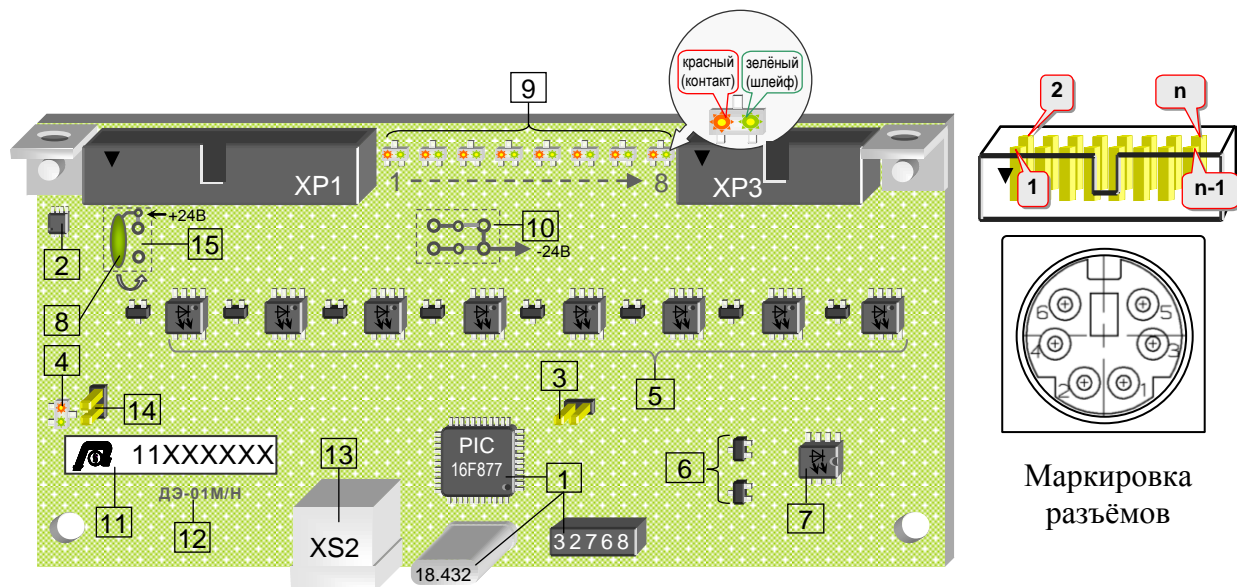 красный
(контакт)
зелёный
(шлейф)
9
XP1
1
8
XP3
2
n
1
n-1
+24В
15
10
-24В
2
8
6
5
4
3
2
1
4
14
3
5
11XXXXXX
13
PIC
16F877
1
6
7
11
ДЭ-01М/Н
12
XS2
18.432
32768
Маркировка
разъёмов